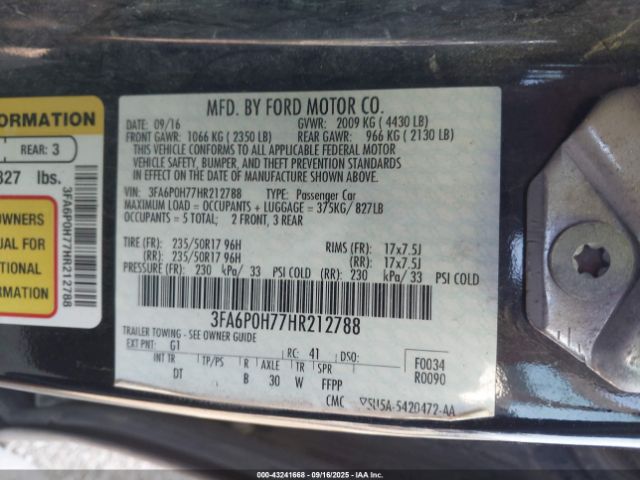 FORMATION
REAR: 3
827 lbs.
OWNERS
UAL FOR
TIONAL
FORMATION
3FA6P0H77HR212788
MFD. BY FORD MOTOR CO.
DATE: 09/16 GVWR: 2009 KG ( 4430 LB)
FRONT GAWR: 1066 KG ( 2350 LB) REAR GAWR: 966 KG ( 2130 LB)
THIS VEHICLE CONFORMS TO ALL APPLICABLE FEDERAL MOTOR
VEHICLE SAFETY, BUMPER, AND THEFT PREVENTION STANDARDS
IN EFFECT ON THE DATE OF MANUFACTURE SHOWN ABOVE.
VIN: 3FA6P0H77HR212788 TYPE: Passenger Car
MAXIMUM LOAD = OCCUPANTS + LUGGAGE = 375KG/ 827LB
OCCUPANTS = 5 TOTAL; 2 FRONT, 3 REAR
TIRE (FR): 235/50R17 96H RIMS (FR): 17x7.5J
(RR): 235/50R17 96H (RR): 17x7.5J
PRESSURE (FR): 230 kPa/ 33 PSI COLD (RR): 230 kPa/ 33 PSI COLD
3FA6P0H77HR212788
TRAILER TOWING - SEE OWNER GUIDE
EXT PNT: G1 RC: 41 DSO: F0034
R0090
INT TR TP/PS R AXLE TR SPR
DT B 30 W FFPP
CMC 5U5A-5420472-AA
000-43241668 - 09/16/2025 - IAAI.COM